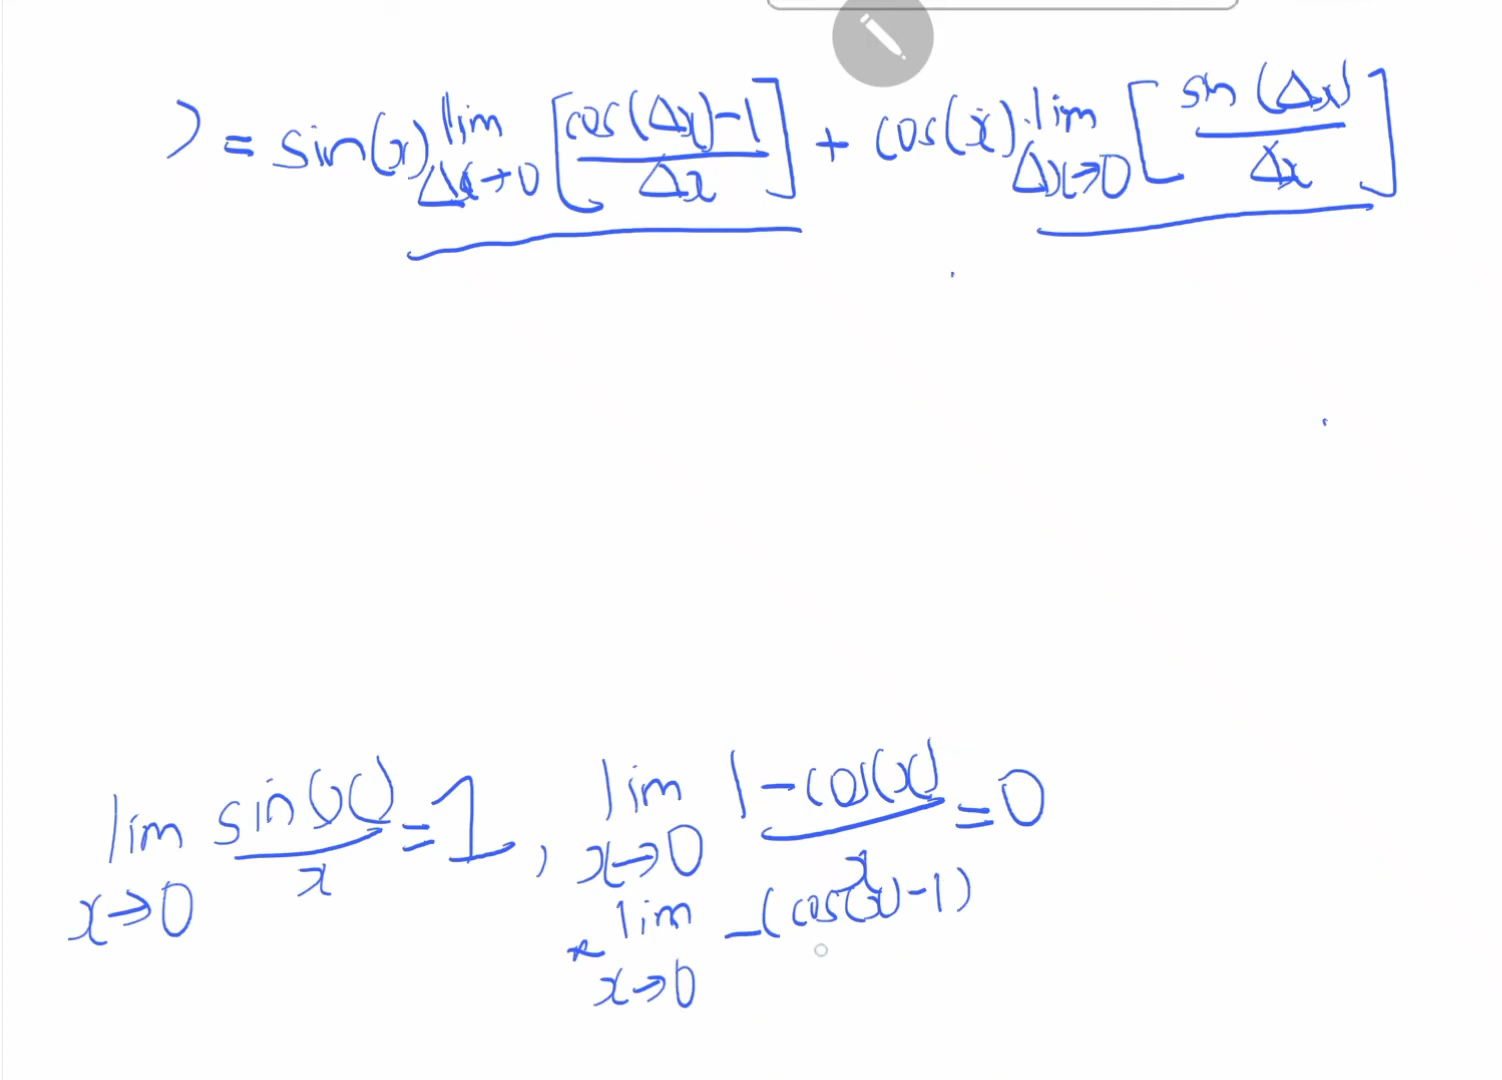 ) = sin(x) lim Δx→0 [cos(Δx)-1 / Δx] + cos(x). lim Δx→0 [sin(Δx) / Δx]
lim x→0 sin(x) / x = 1, lim x→0 1-cos(x) / x = 0
lim x→0 -(cos(x)-1)